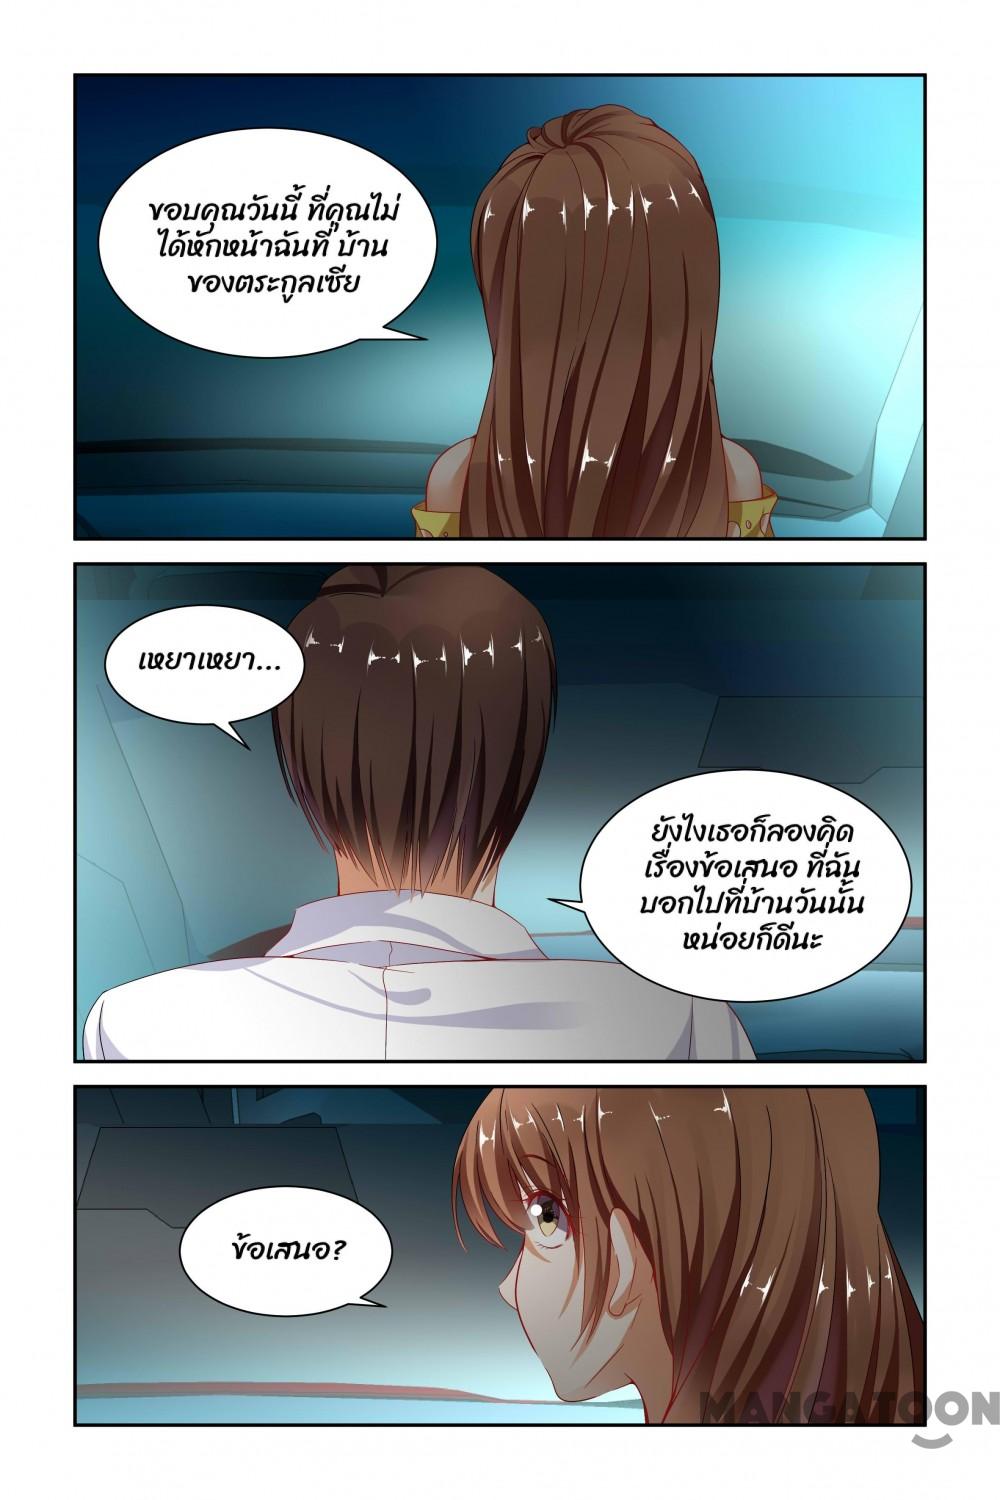 ขอบคุณวันนี้ ที่คุณไม่
ได้หักหน้าฉันที่ บ้าน
ของตระกูลเซีย
เหยาเหยา...
ยังไงเธอก็ลองคิด
เรื่องข้อเสนอ ที่ฉัน
บอกไปที่บ้านวันนั้น
หน่อยก็ดีนะ
ข้อเสนอ?
MANGATOON